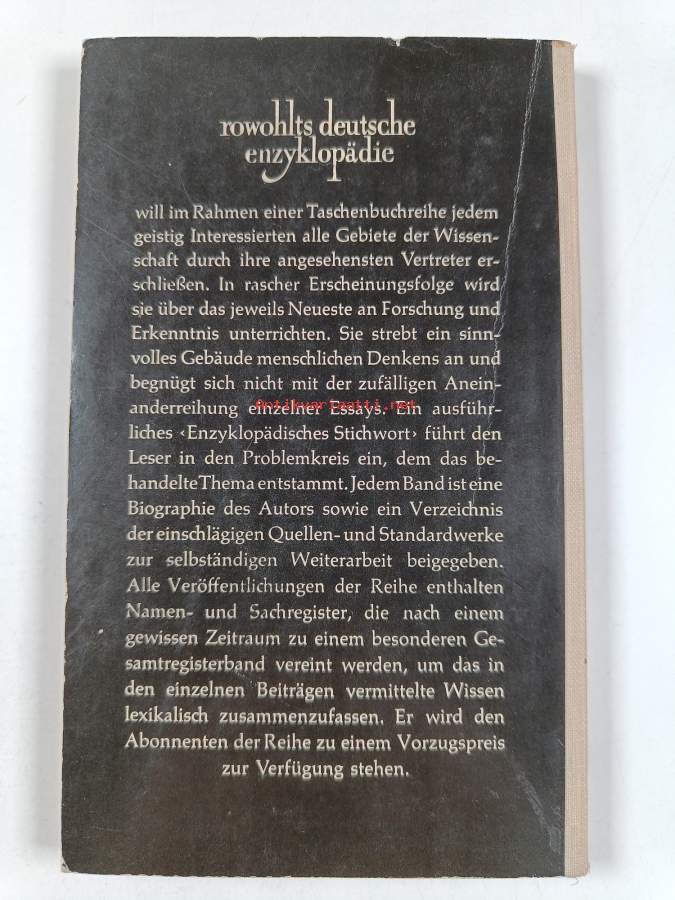 rowohlts deutsche
enzyklopädie
will im Rahmen einer Taschenbuchreihe jedem
geistig Interessierten alle Gebiete der Wissen-
schaft durch ihre angesehensten Vertreter er-
schließen. In rascher Erscheinungsfolge wird
sie über das jeweils Neueste an Forschung und
Erkenntnis unterrichten. Sie strebt ein sinn-
volles Gebäude menschlichen Denkens an und
begnügt sich nicht mit der zufälligen Anein-
anderreihung einzelner Essays. Ein ausführ-
Antikvariaatti.net
liches ‹Enzyklopädisches Stichwort› führt den
Leser in den Problemkreis ein, dem das be-
handelte Thema entstammt. Jedem Band ist eine
Biographie des Autors sowie ein Verzeichnis
der einschlägigen Quellen- und Standardwerke
zur selbständigen Weiterarbeit beigegeben.
Alle Veröffentlichungen der Reihe enthalten
Namen- und Sachregister, die nach einem
gewissen Zeitraum zu einem besonderen Ge-
samtregisterband vereint werden, um das in
den einzelnen Beiträgen vermittelte Wissen
lexikalisch zusammenzufassen. Er wird den
Abonnenten der Reihe zu einem Vorzugspreis
zur Verfügung stehen.